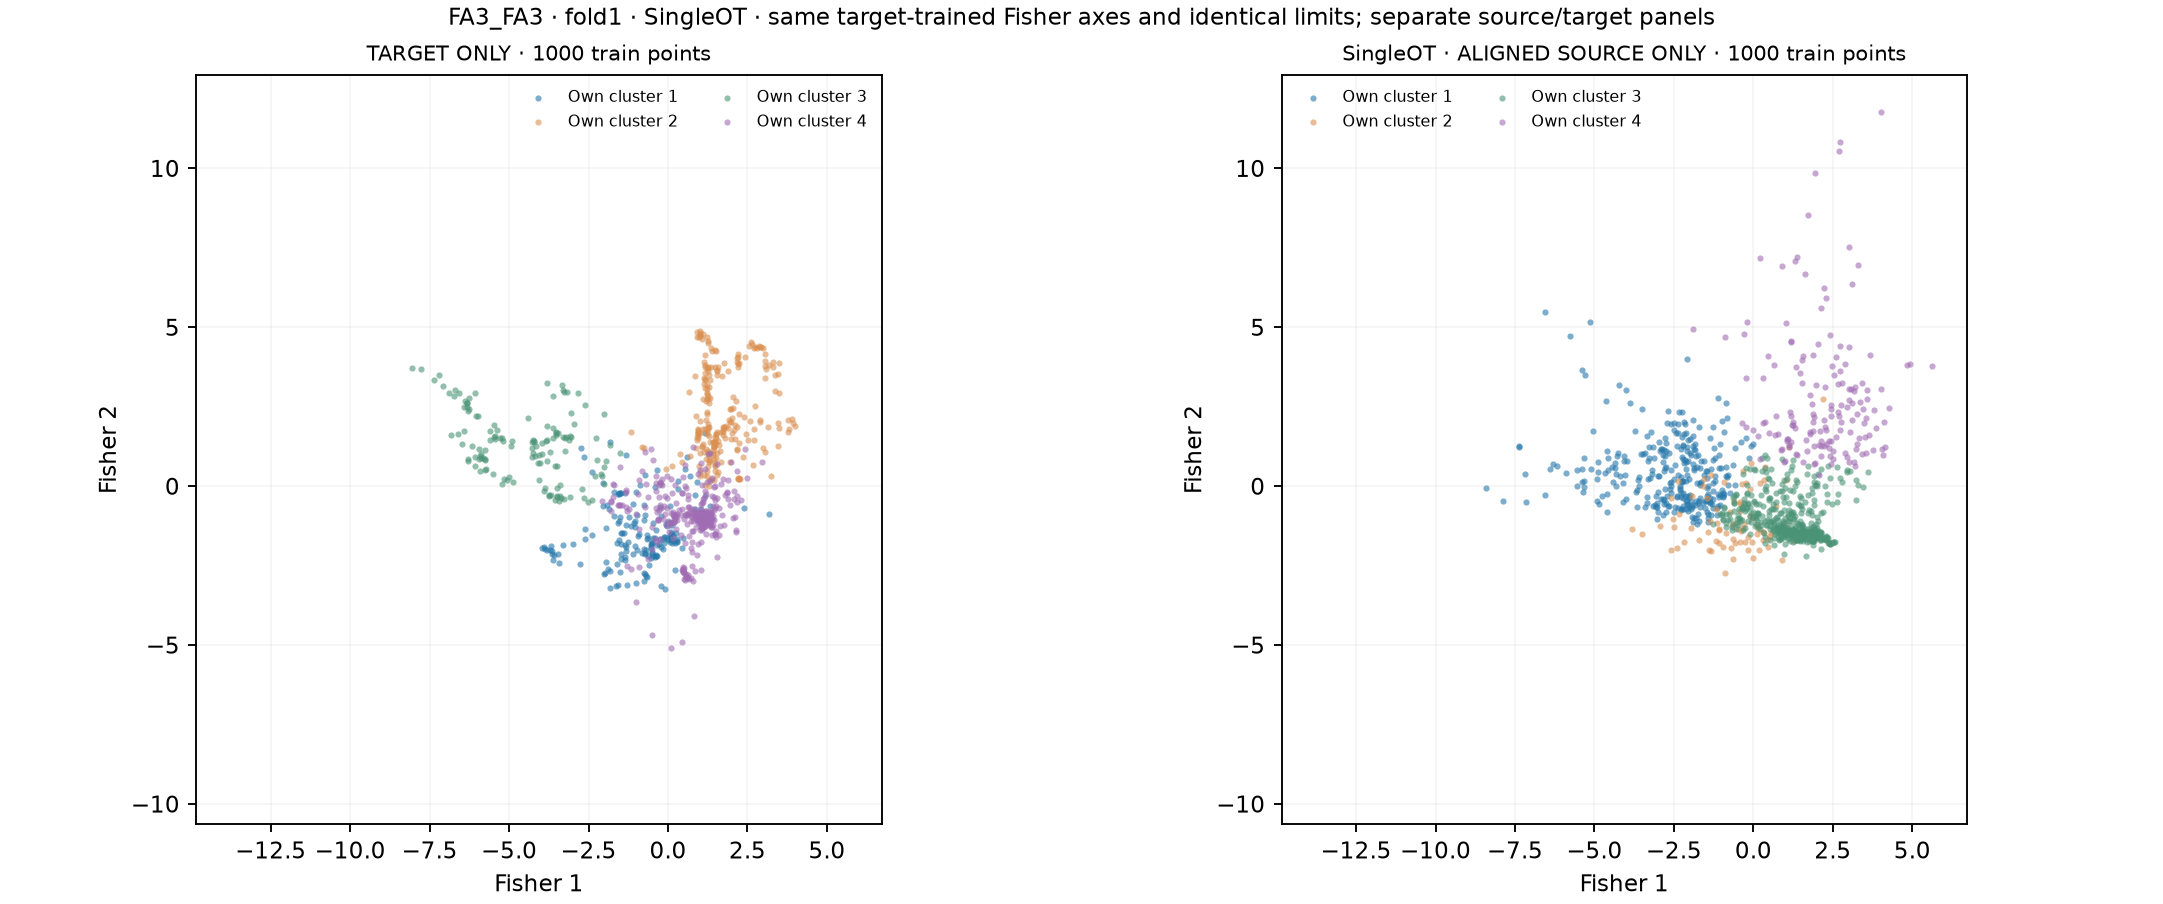 FA3_FA3 · fold1 · SingleOT · same target-trained Fisher axes and identical limits; separate source/target panels
TARGET ONLY · 1000 train points
Own cluster 1
Own cluster 2
Own cluster 3
Own cluster 4
10
5
0
−5
−10
Fisher 2
−12.5 −10.0 −7.5 −5.0 −2.5 0.0 2.5 5.0
Fisher 1
SingleOT · ALIGNED SOURCE ONLY · 1000 train points
Own cluster 1
Own cluster 2
Own cluster 3
Own cluster 4
10
5
0
−5
−10
Fisher 2
−12.5 −10.0 −7.5 −5.0 −2.5 0.0 2.5 5.0
Fisher 1